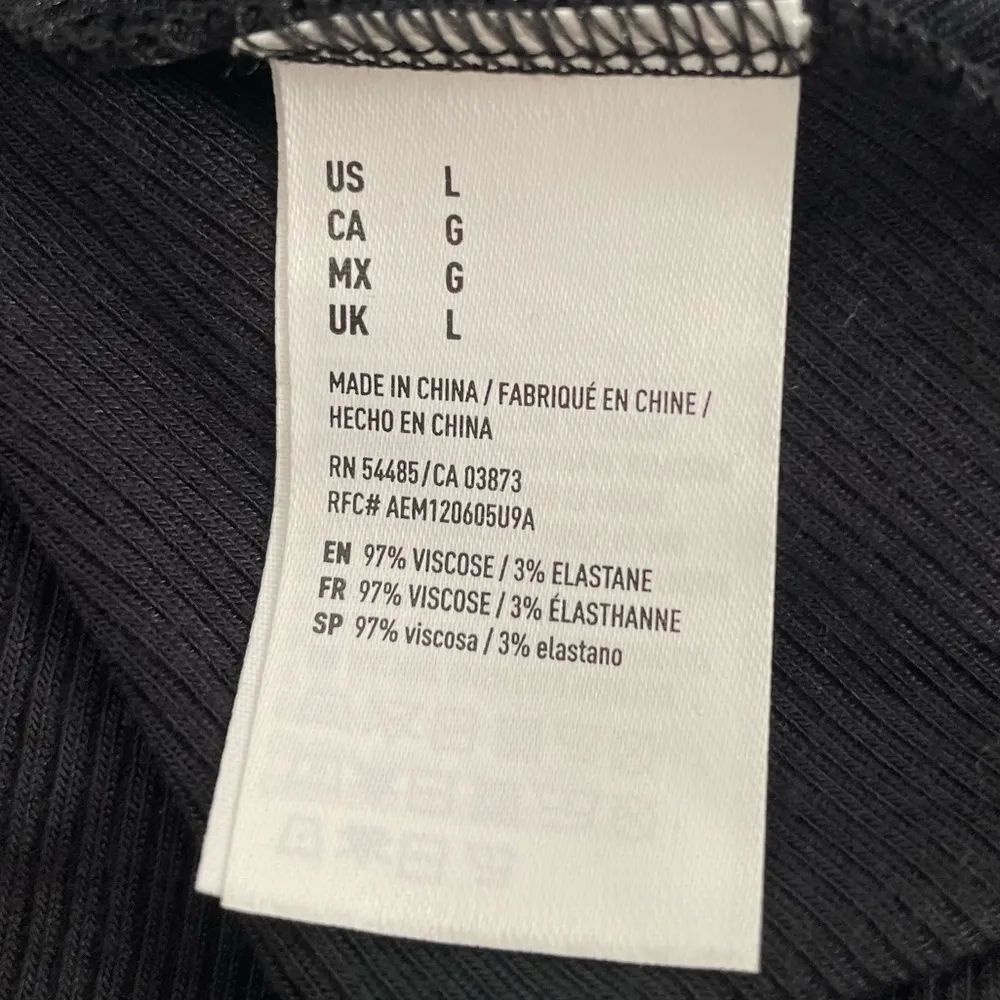 US L
CA G
MX G
UK L
MADE IN CHINA / FABRIQUÉ EN CHINE /
HECHO EN CHINA
RN 54485/CA 03873
RFC# AEM120605U9A
EN 97% VISCOSE / 3% ELASTANE
FR 97% VISCOSE / 3% ÉLASTHANNE
SP 97% viscosa / 3% elastano